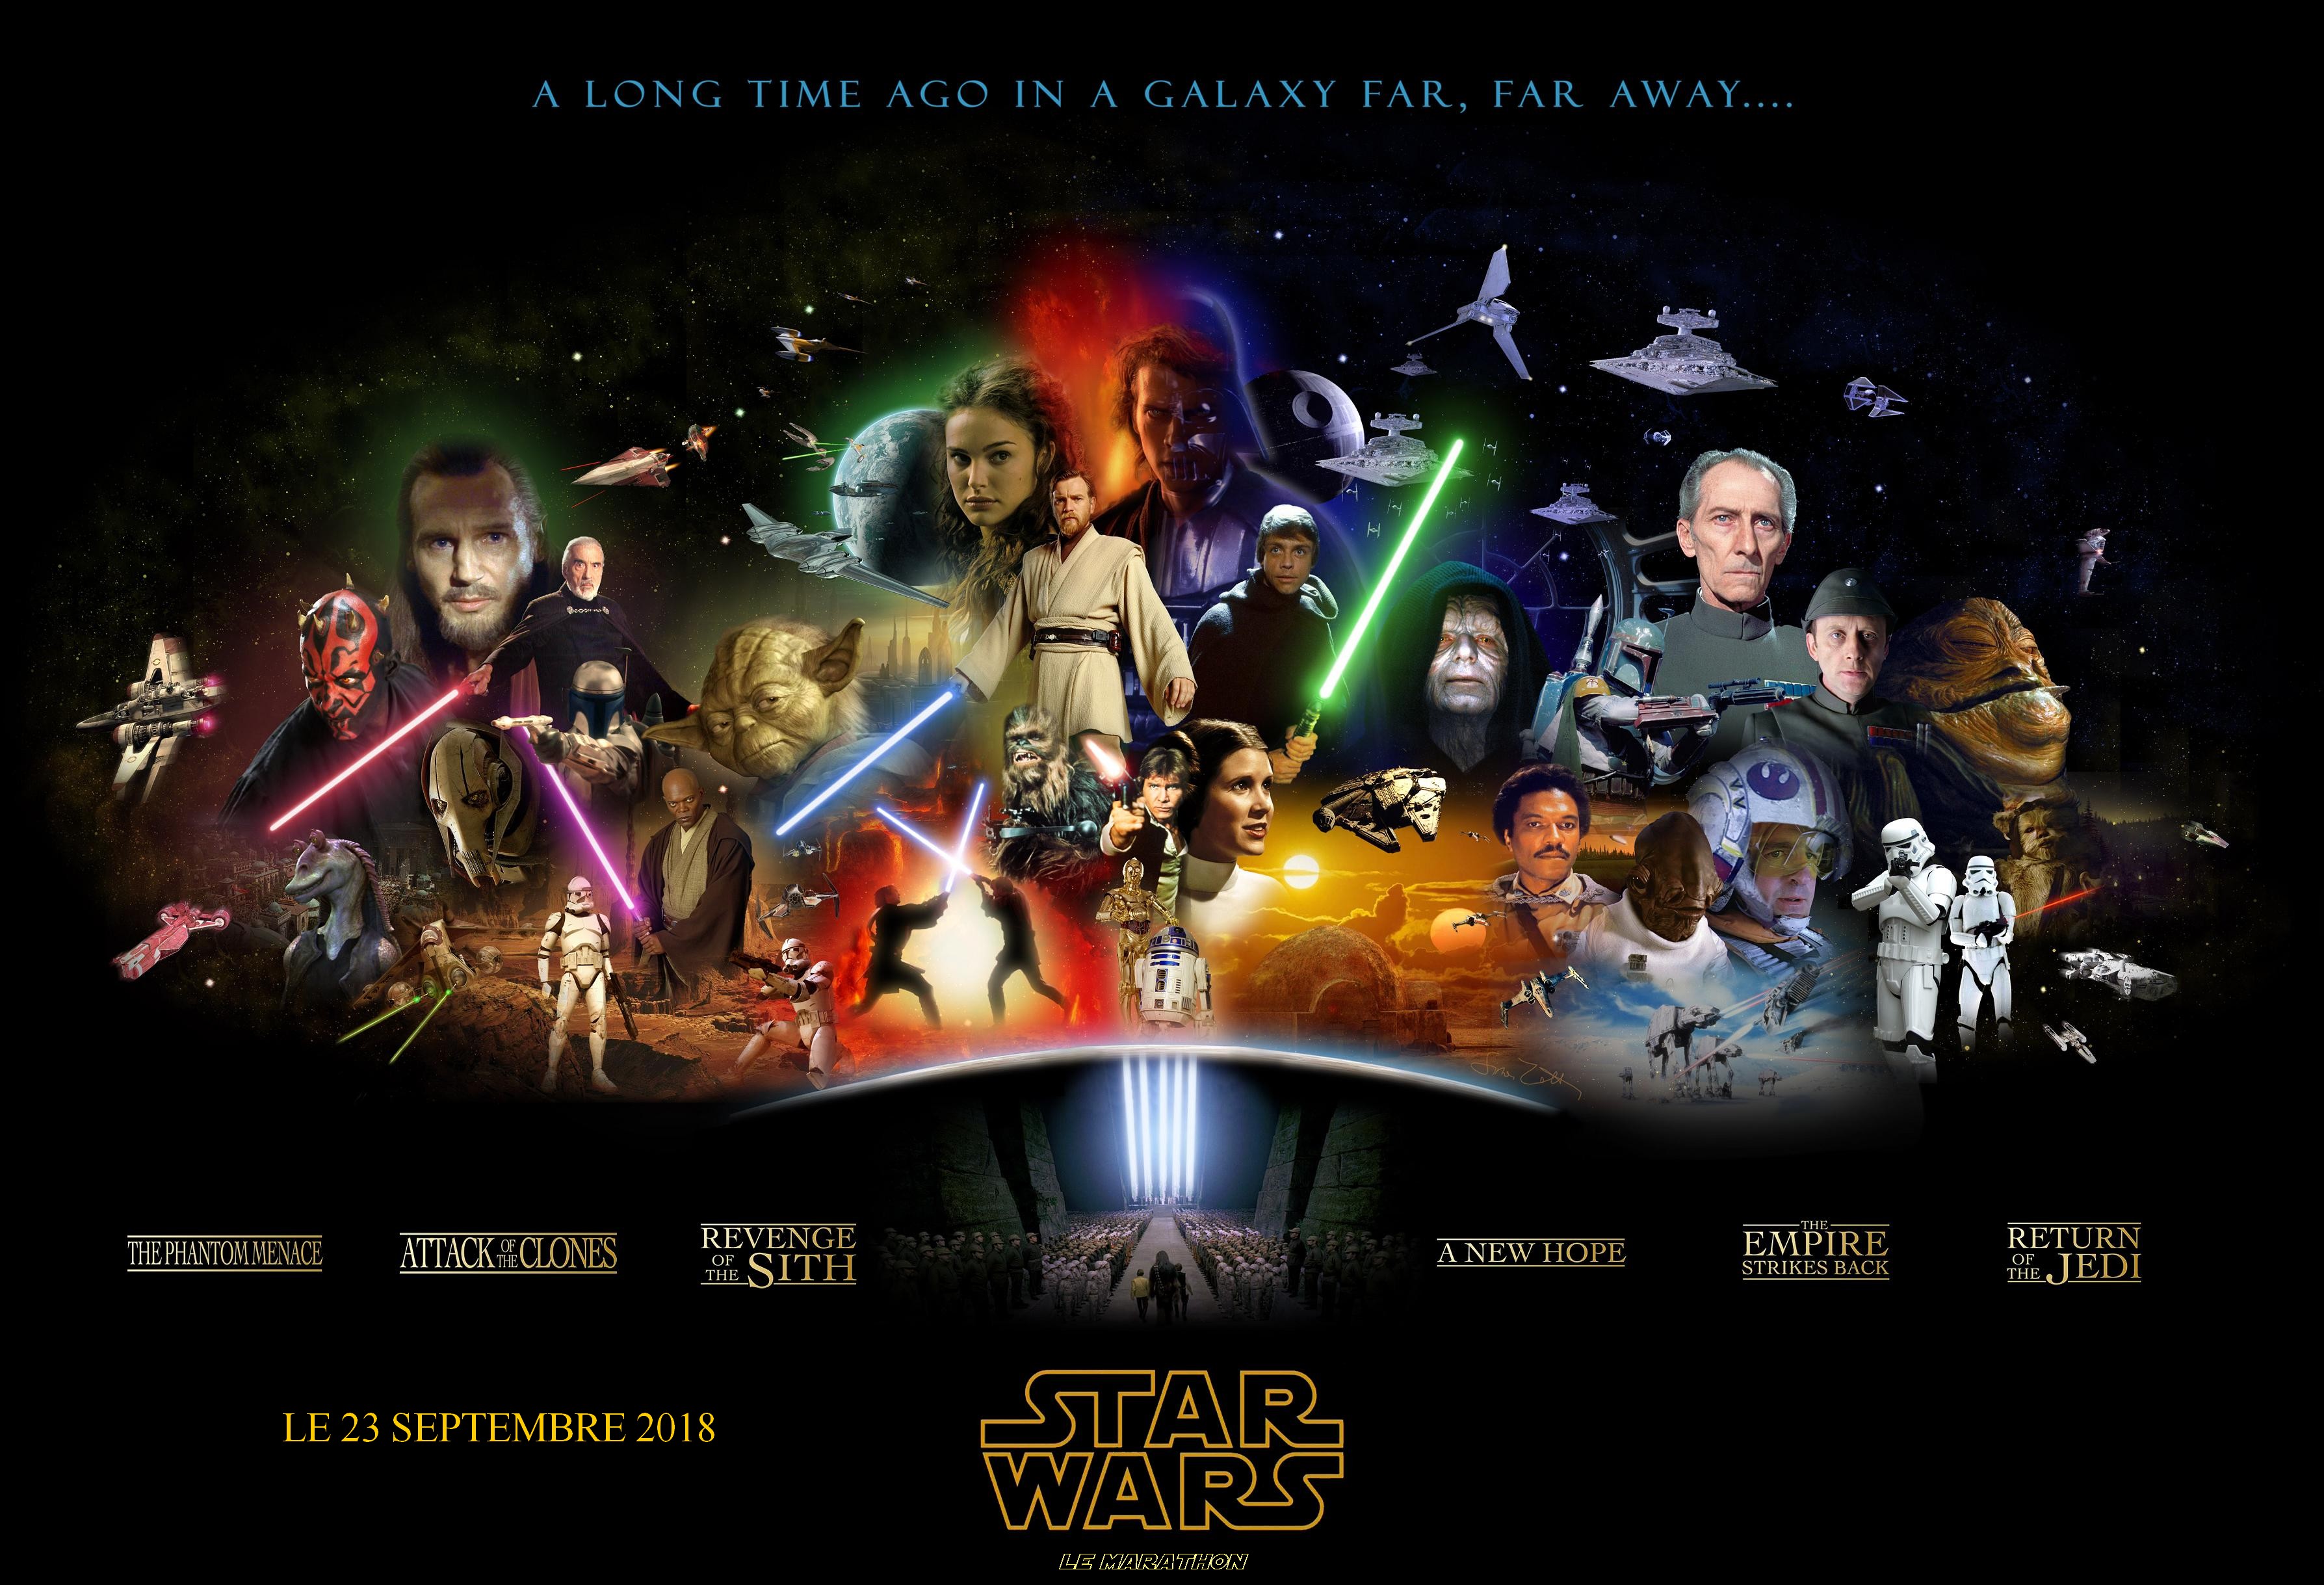 A LONG TIME AGO IN A GALAXY FAR, FAR AWAY....
THE PHANTOM MENACE
ATTACK OF THE CLONES
REVENGE
OF THE SITH
A NEW HOPE
THE
EMPIRE
STRIKES BACK
RETURN
OF THE JEDI
LE 23 SEPTEMBRE 2018
STAR
WARS
LE MARATHON